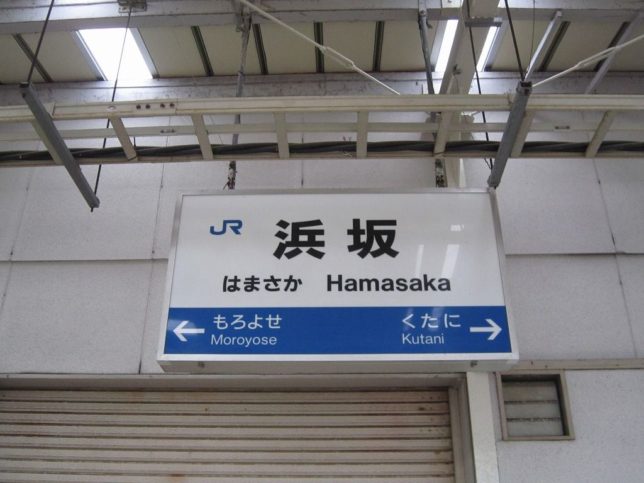 JR 浜坂
はまさか Hamasaka
← もろよせ くたに →
Moroyose Kutani